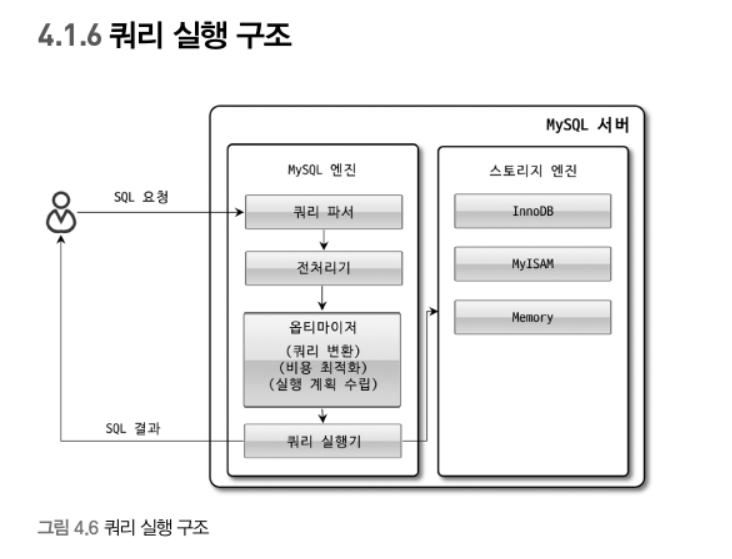 4.1.6 쿼리 실행 구조
MySQL 서버
MySQL 엔진
스토리지 엔진
SQL 요청
쿼리 파서
전처리기
옵티마이저
(쿼리 변환)
(비용 최적화)
(실행 계획 수립)
쿼리 실행기
SQL 결과
InnoDB
MyISAM
Memory
그림 4.6 쿼리 실행 구조